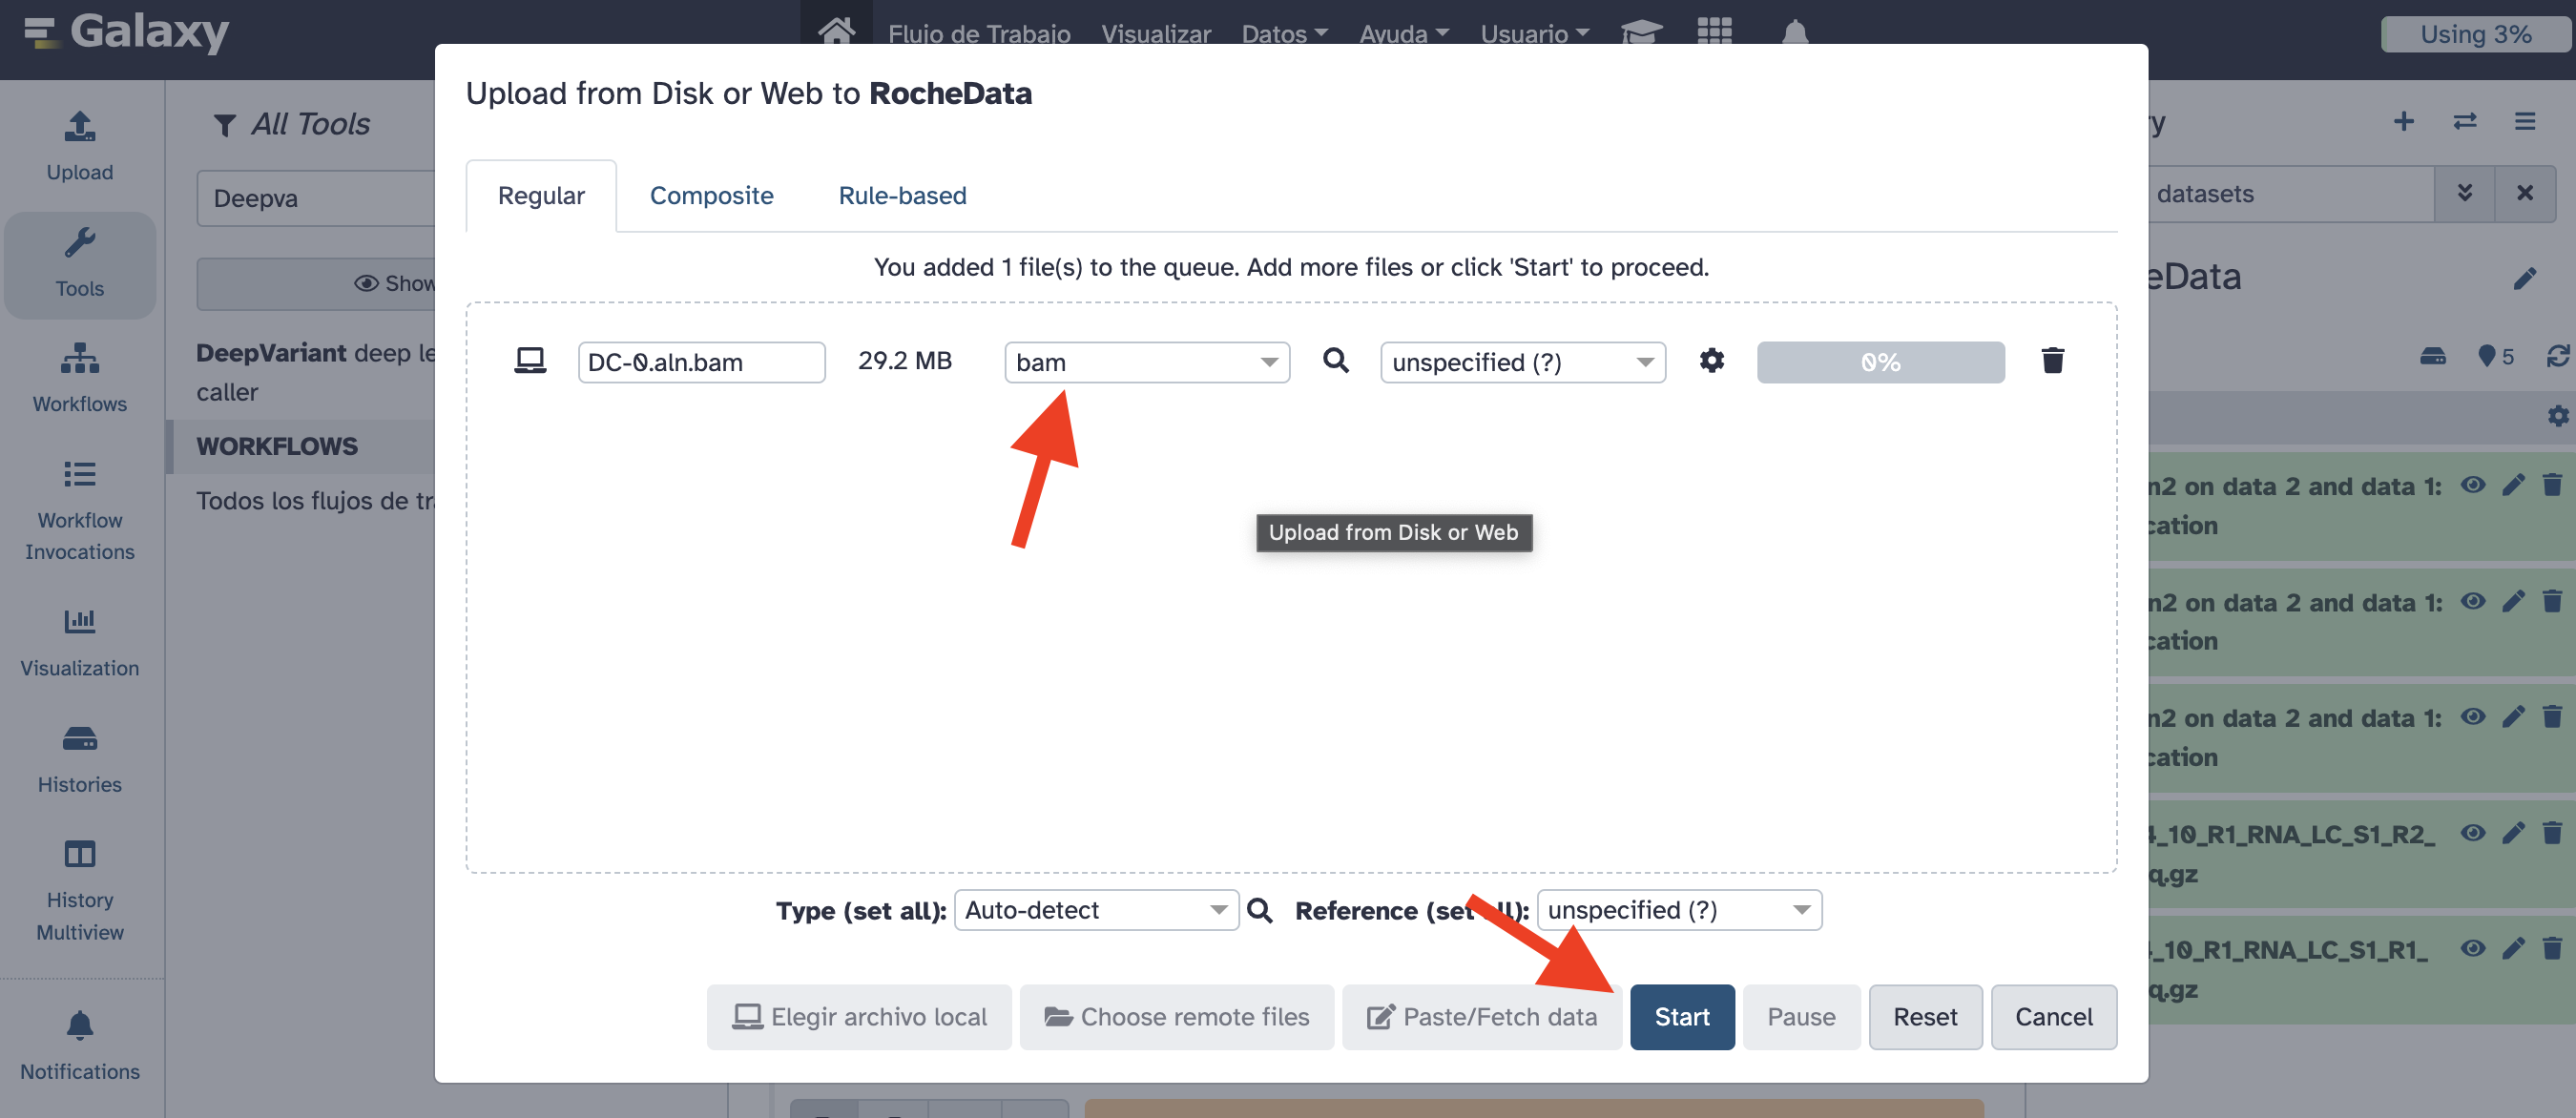 Galaxy
Flujo de Trabajo Visualizar Datos Ayuda Usuario
Using 3%
Upload
Tools
Workflows
Workflow
Invocations
Visualization
Histories
History
Multiview
Notifications
All Tools
Deepva
Show
DeepVariant deep le
caller
WORKFLOWS
Todos los flujos de tr
Upload from Disk or Web to RocheData
Regular Composite Rule-based
You added 1 file(s) to the queue. Add more files or click 'Start' to proceed.
DC-0.aln.bam 29.2 MB bam unspecified (?) 0%
Upload from Disk or Web
Type (set all): Auto-detect Reference (set all): unspecified (?)
Elegir archivo local Choose remote files Paste/Fetch data Start Pause Reset Cancel
y
datasets
eData
5
n2 on data 2 and data 1:
cation
n2 on data 2 and data 1:
cation
n2 on data 2 and data 1:
cation
4_10_R1_RNA_LC_S1_R2_
q.gz
_10_R1_RNA_LC_S1_R1_
q.gz